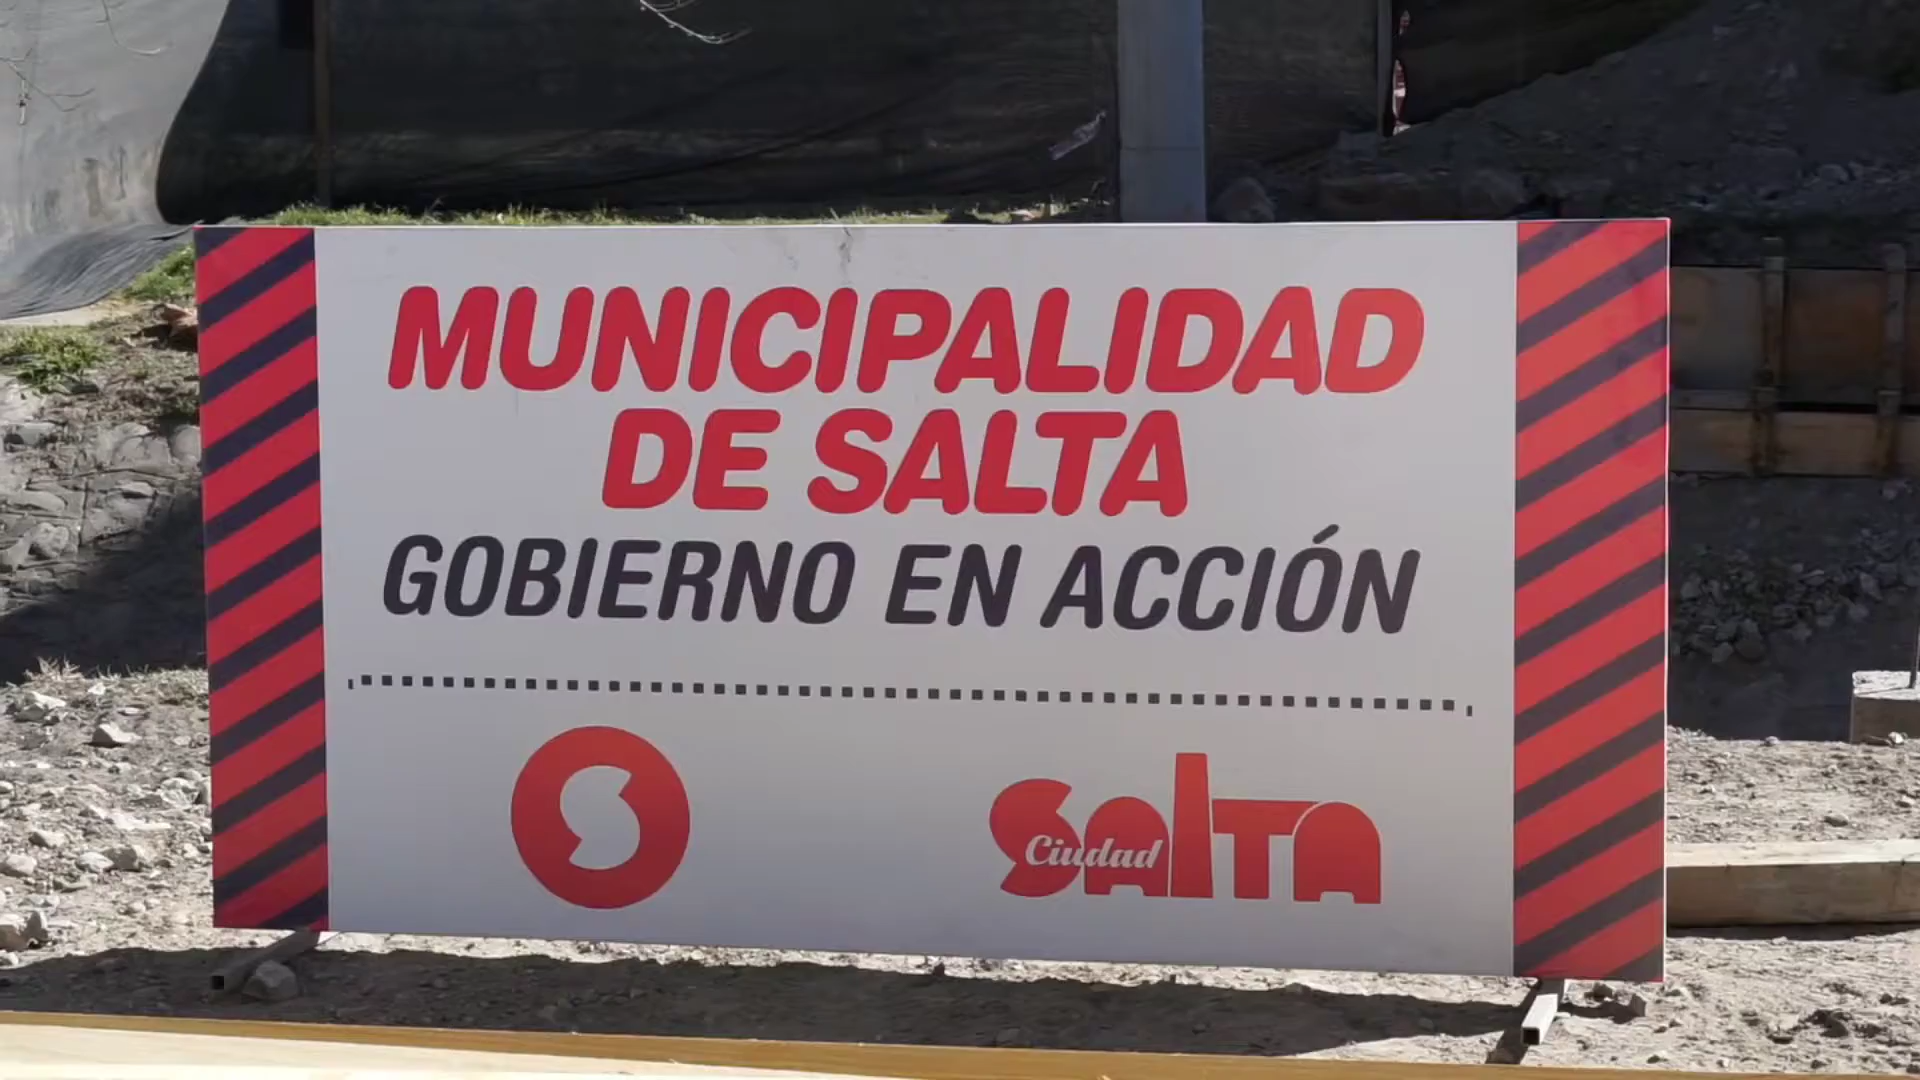 MUNICIPALIDAD
DE SALTA
GOBIERNO EN ACCIÓN
S
SALTA
Ciudad